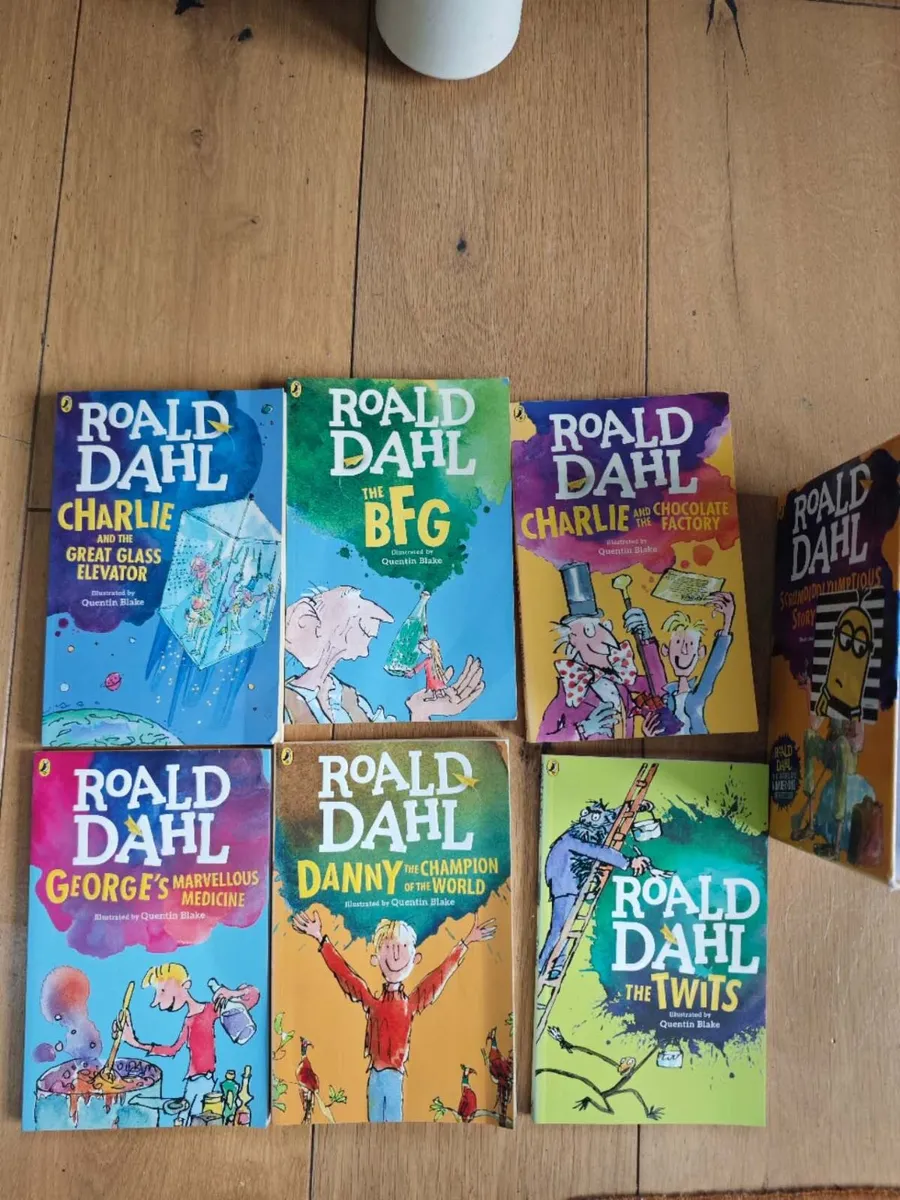 ROALD
DAHL
CHARLIE
AND THE
GREAT GLASS
ELEVATOR
Illustrated by
Quentin Blake
ROALD
DAHL
THE
BFG
Illustrated by
Quentin Blake
ROALD
DAHL
CHARLIE AND THE CHOCOLATE
FACTORY
Illustrated by
Quentin Blake
ROALD
DAHL
STORY
ROALD
DAHL
ROALD
DAHL
GEORGE'S MARVELLOUS
MEDICINE
Illustrated by Quentin Blake
ROALD
DAHL
DANNY THE CHAMPION
OF THE WORLD
Illustrated by Quentin Blake
ROALD
DAHL
THE TWITS
Illustrated by
Quentin Blake